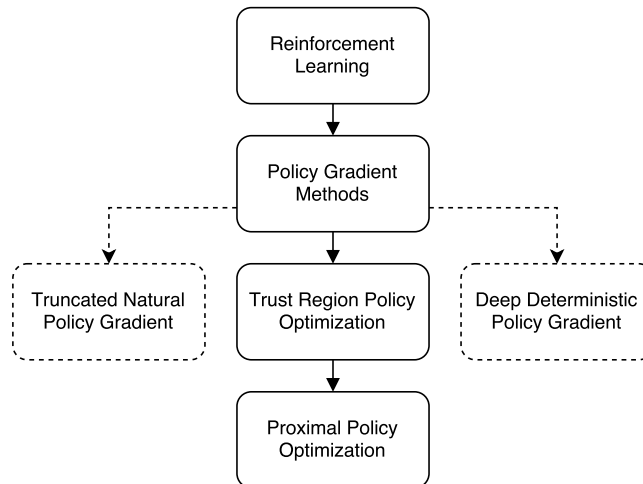 Reinforcement
Learning
Policy Gradient
Methods
Truncated Natural
Policy Gradient
Trust Region Policy
Optimization
Deep Deterministic
Policy Gradient
Proximal Policy
Optimization